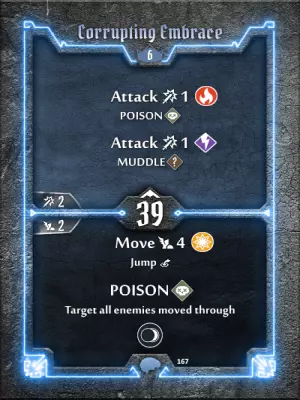 Corrupting Embrace
6
Attack 1
POISON
Attack 1
MUDDLE ?
2
39
2
Move 4
Jump
POISON
Target all enemies moved through
167